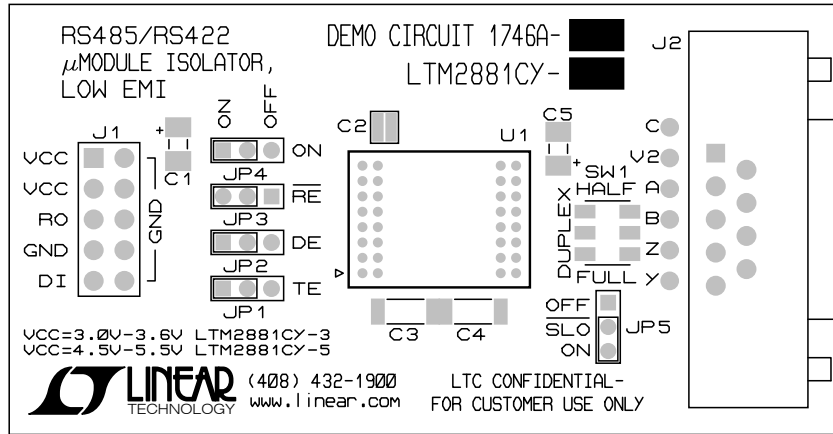 RS485/RS422
µMODULE ISOLATOR,
LOW EMI
DEMO CIRCUIT 1746A-
LTM2881CY-
J2
ON OFF
J1
VCC
VCC
RO
GND
DI
GND
+
C1
ON
JP4
RE
JP3
DE
JP2
TE
JP1
C2
U1
C5
+
SW1
HALF
DUPLEX
FULL
C
V2
A
B
Z
Y
OFF
SLO
ON
JP5
C3 C4
VCC=3.0V-3.6V LTM2881CY-3
VCC=4.5V-5.5V LTM2881CY-5
LINEAR
TECHNOLOGY
(408) 432-1900
www.linear.com
LTC CONFIDENTIAL-
FOR CUSTOMER USE ONLY